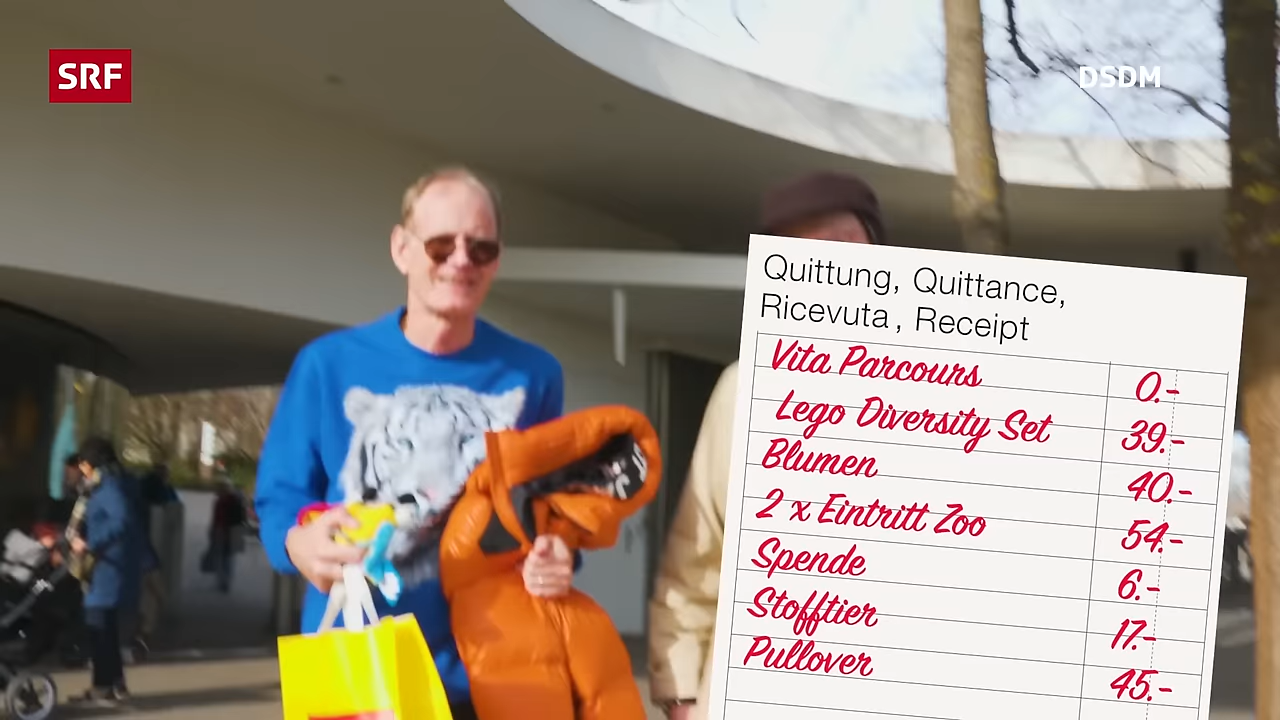 SRF
DSDM
Quittung, Quittance,
Ricevuta, Receipt
Vita Parcours 0.-
Lego Diversity Set 39.-
Blumen 40.-
2 x Eintritt Zoo 54.-
Spende 6.-
Stofftier 17.-
Pullover 45.-